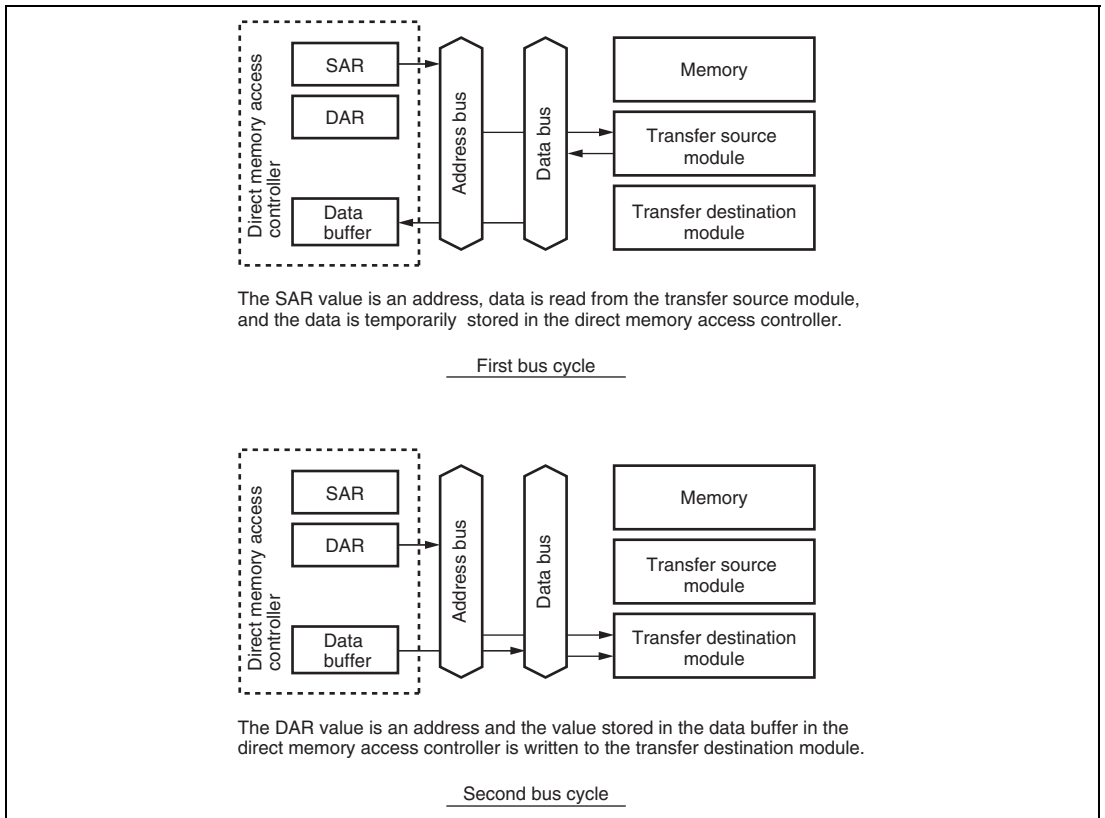 Direct memory access
controller
SAR
DAR
Data
buffer
Address bus
Data bus
Memory
Transfer source
module
Transfer destination
module
The SAR value is an address, data is read from the transfer source module,
and the data is temporarily stored in the direct memory access controller.
First bus cycle
Direct memory access
controller
SAR
DAR
Data
buffer
Address bus
Data bus
Memory
Transfer source
module
Transfer destination
module
The DAR value is an address and the value stored in the data buffer in the
direct memory access controller is written to the transfer destination module.
Second bus cycle